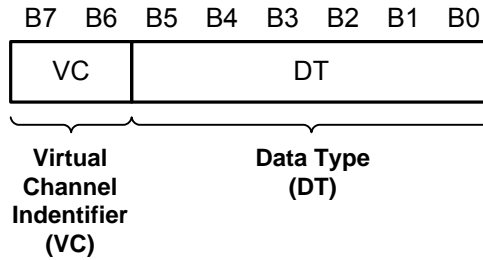 B7 B6 B5 B4 B3 B2 B1 B0
VC DT
Virtual Channel Indentifier (VC)
Data Type (DT)